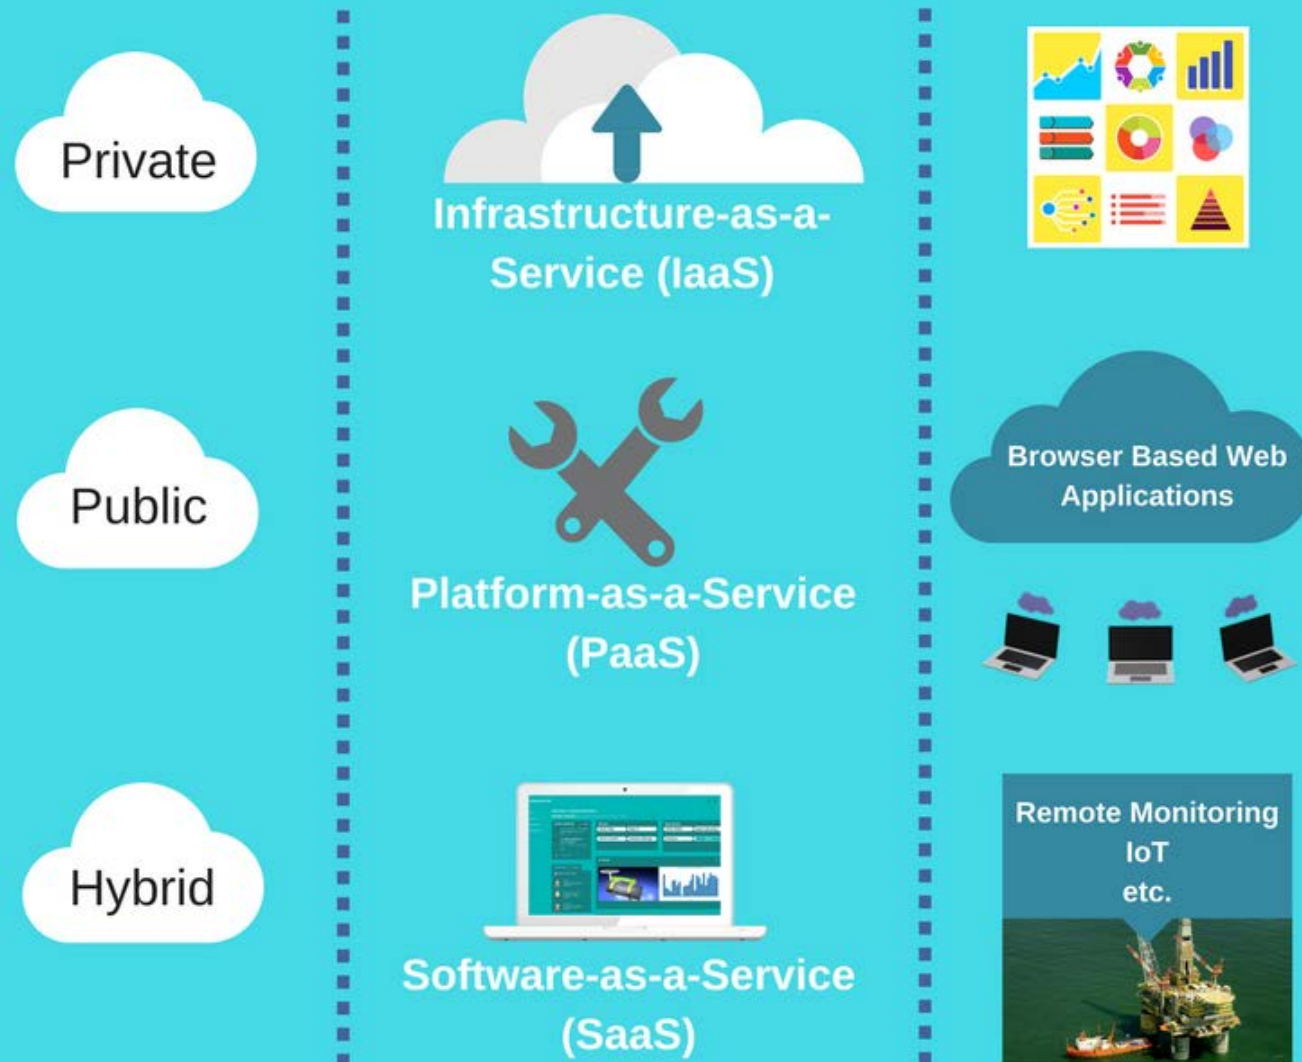 Private
Infrastructure-as-a-
Service (IaaS)
Public
Platform-as-a-Service
(PaaS)
Browser Based Web
Applications
Hybrid
Software-as-a-Service
(SaaS)
Remote Monitoring
IoT
etc.